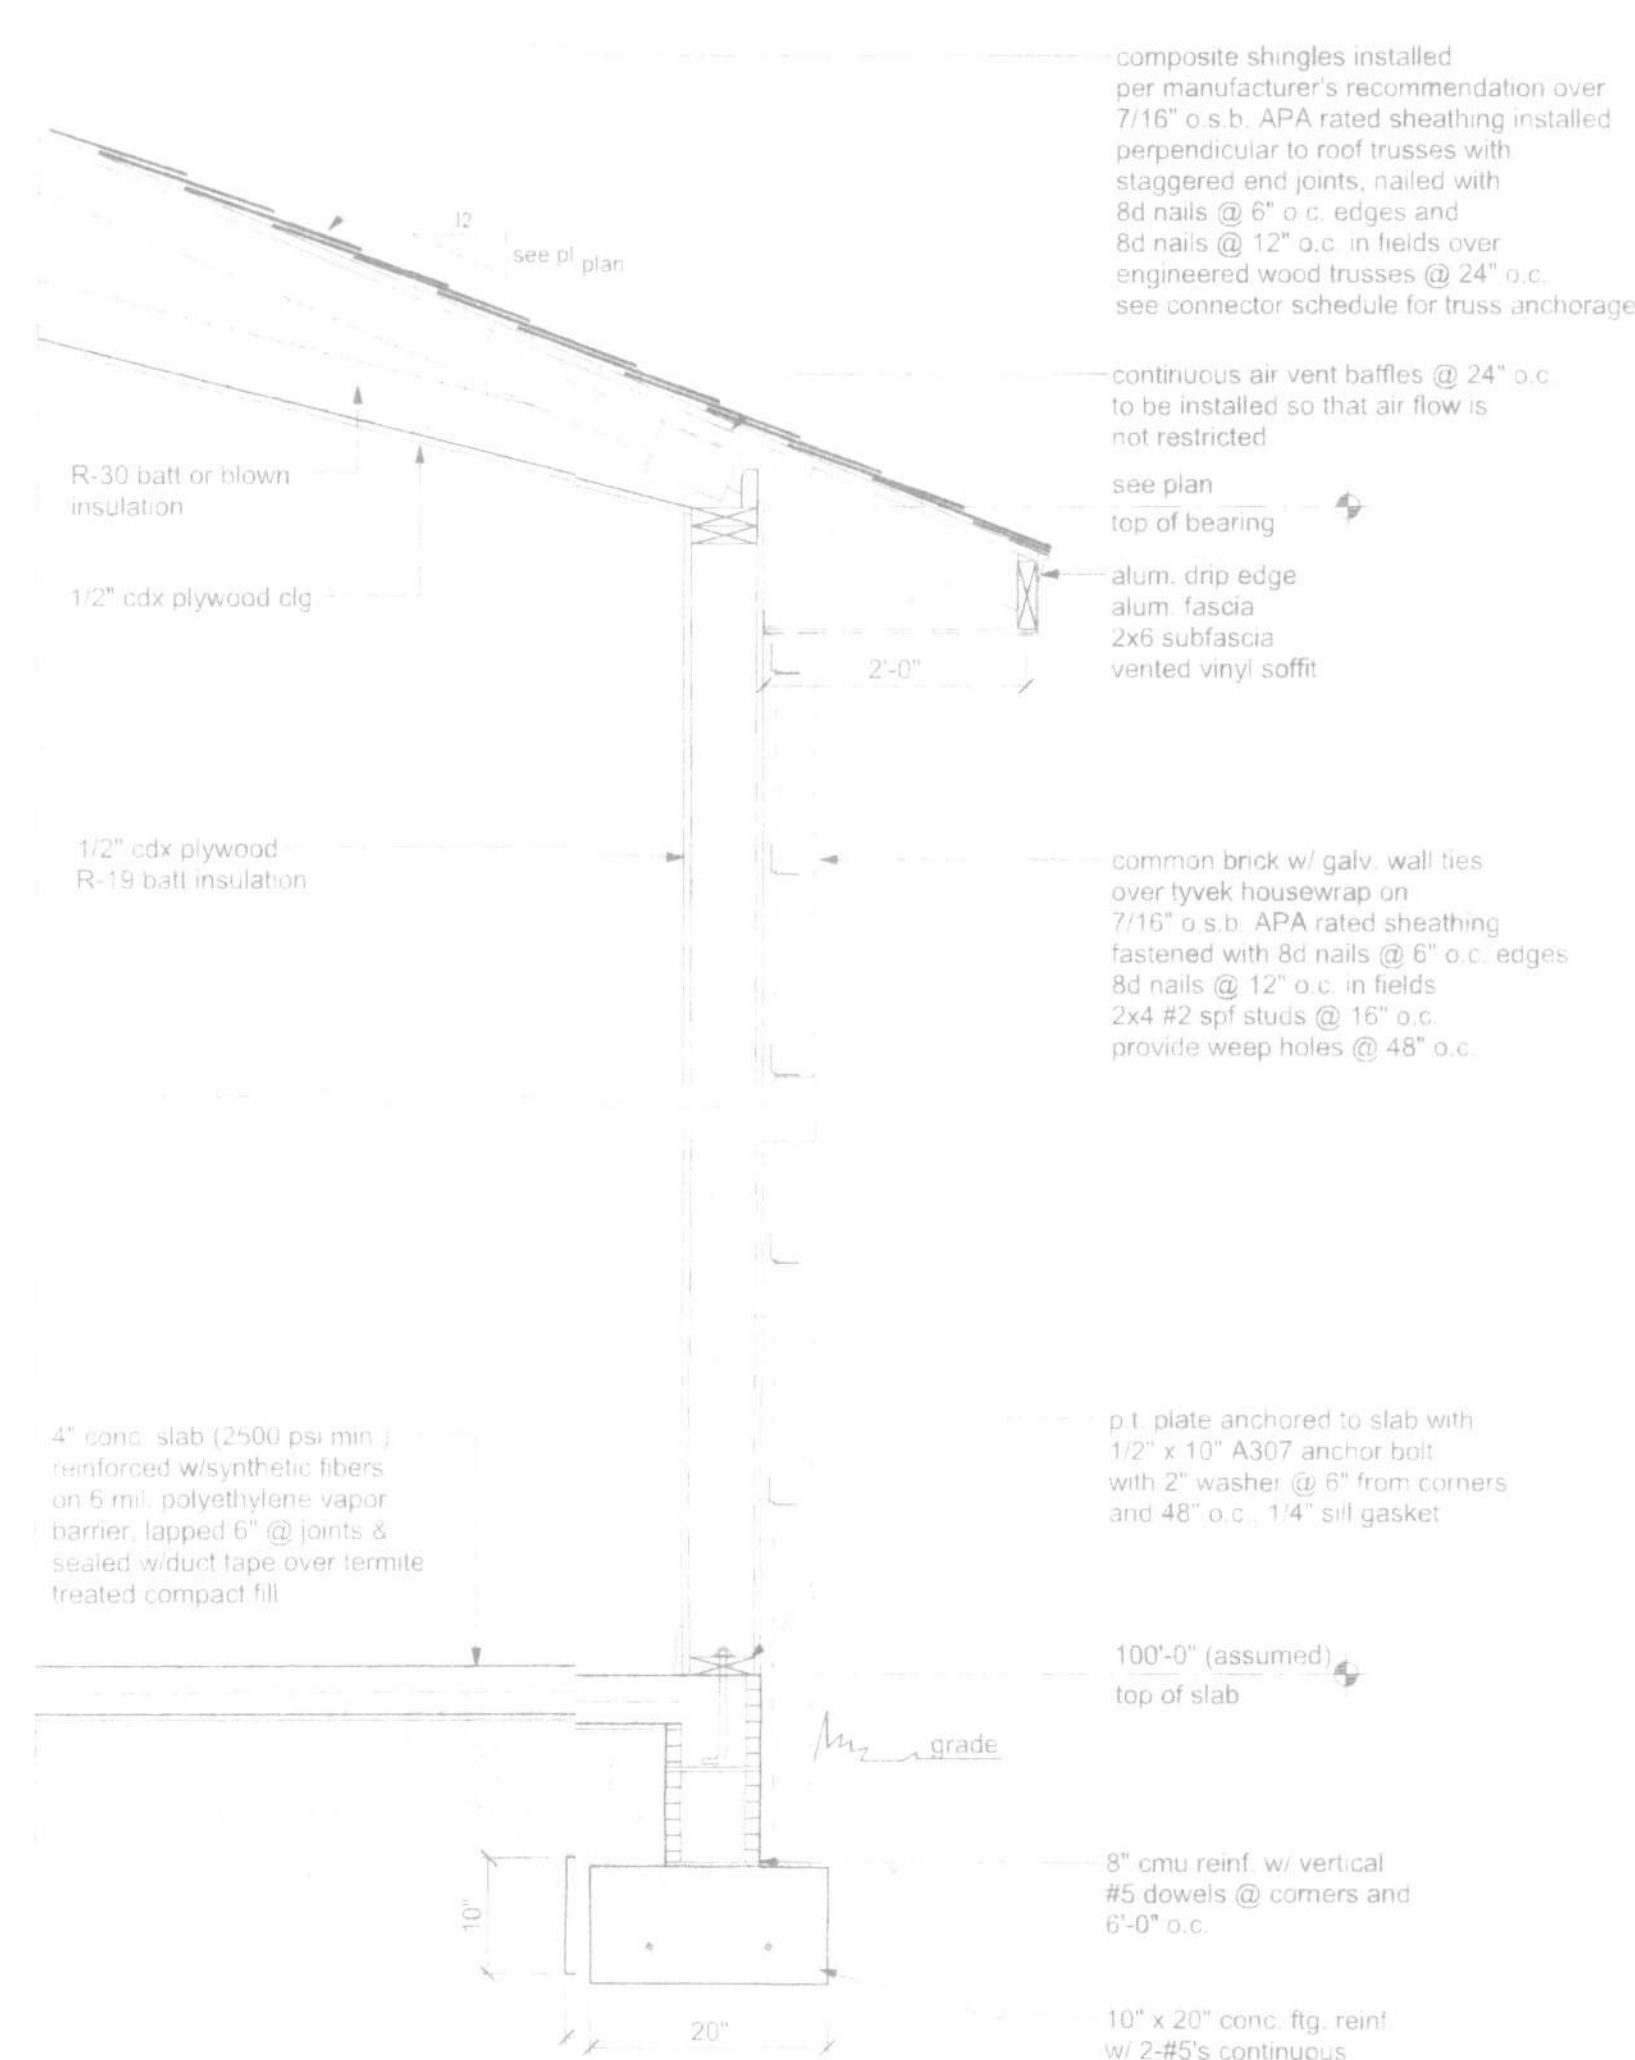 composite shingles installed
per manufacturer's recommendation over
7/16" o.s.b. APA rated sheathing installed
perpendicular to roof trusses with
staggered end joints, nailed with
8d nails @ 6" o.c. edges and
8d nails @ 12" o.c. in fields over
engineered wood trusses @ 24" o.c.
see connector schedule for truss anchorage
12
see pl plan
continuous air vent baffles @ 24" o.c.
to be installed so that air flow is
not restricted
R-30 batt or blown
insulation
see plan
top of bearing
1/2" cdx plywood clg
alum. drip edge
alum. fascia
2x6 subfascia
vented vinyl soffit
2'-0"
1/2" cdx plywood
R-19 batt insulation
common brick w/ galv. wall ties
over tyvek housewrap on
7/16" o.s.b. APA rated sheathing
fastened with 8d nails @ 6" o.c. edges
8d nails @ 12" o.c. in fields
2x4 #2 spf studs @ 16" o.c.
provide weep holes @ 48" o.c.
4" conc. slab (2500 psi min.)
reinforced w/synthetic fibers
on 6 mil. polyethylene vapor
barrier, lapped 6" @ joints &
sealed w/duct tape over termite
treated compact fill
p.t. plate anchored to slab with
1/2" x 10" A307 anchor bolt
with 2" washer @ 6" from corners
and 48" o.c., 1/4" sill gasket
100'-0" (assumed)
top of slab
grade
8" cmu reinf. w/ vertical
#5 dowels @ corners and
6'-0" o.c.
10"
20"
10" x 20" conc. ftg. reinf.
w/ 2-#5's continuous